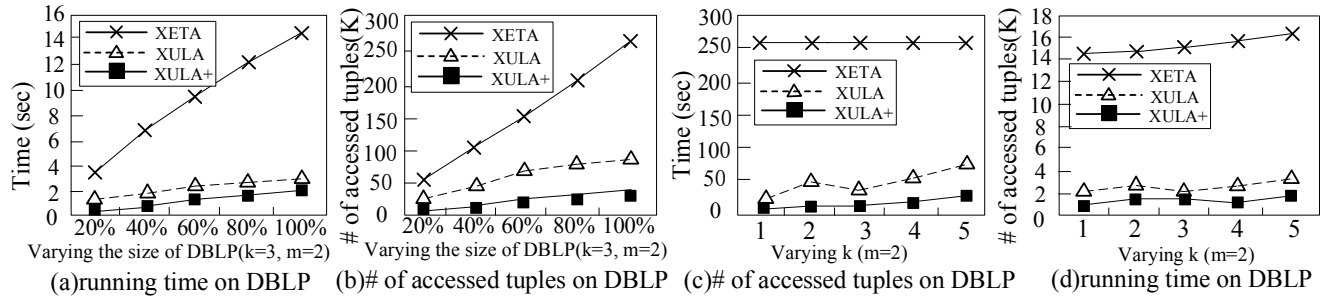 Time (sec)
16
14
12
10
8
6
4
2
0
XETA
XULA
XULA+
20% 40% 60% 80% 100%
Varying the size of DBLP(k=3, m=2)
(a)running time on DBLP
# of accessed tuples(K)
300
250
200
150
100
50
0
XETA
XULA
XULA+
20% 40% 60% 80% 100%
Varying the size of DBLP(k=3, m=2)
(b)# of accessed tuples on DBLP
Time (sec)
300
250
200
150
100
50
0
XETA
XULA
XULA+
1 2 3 4 5
Varying k (m=2)
(c)# of accessed tuples on DBLP
# of accessed tuples(K)
18
16
14
12
10
8
6
4
2
0
XETA
XULA
XULA+
1 2 3 4 5
Varying k (m=2)
(d)running time on DBLP